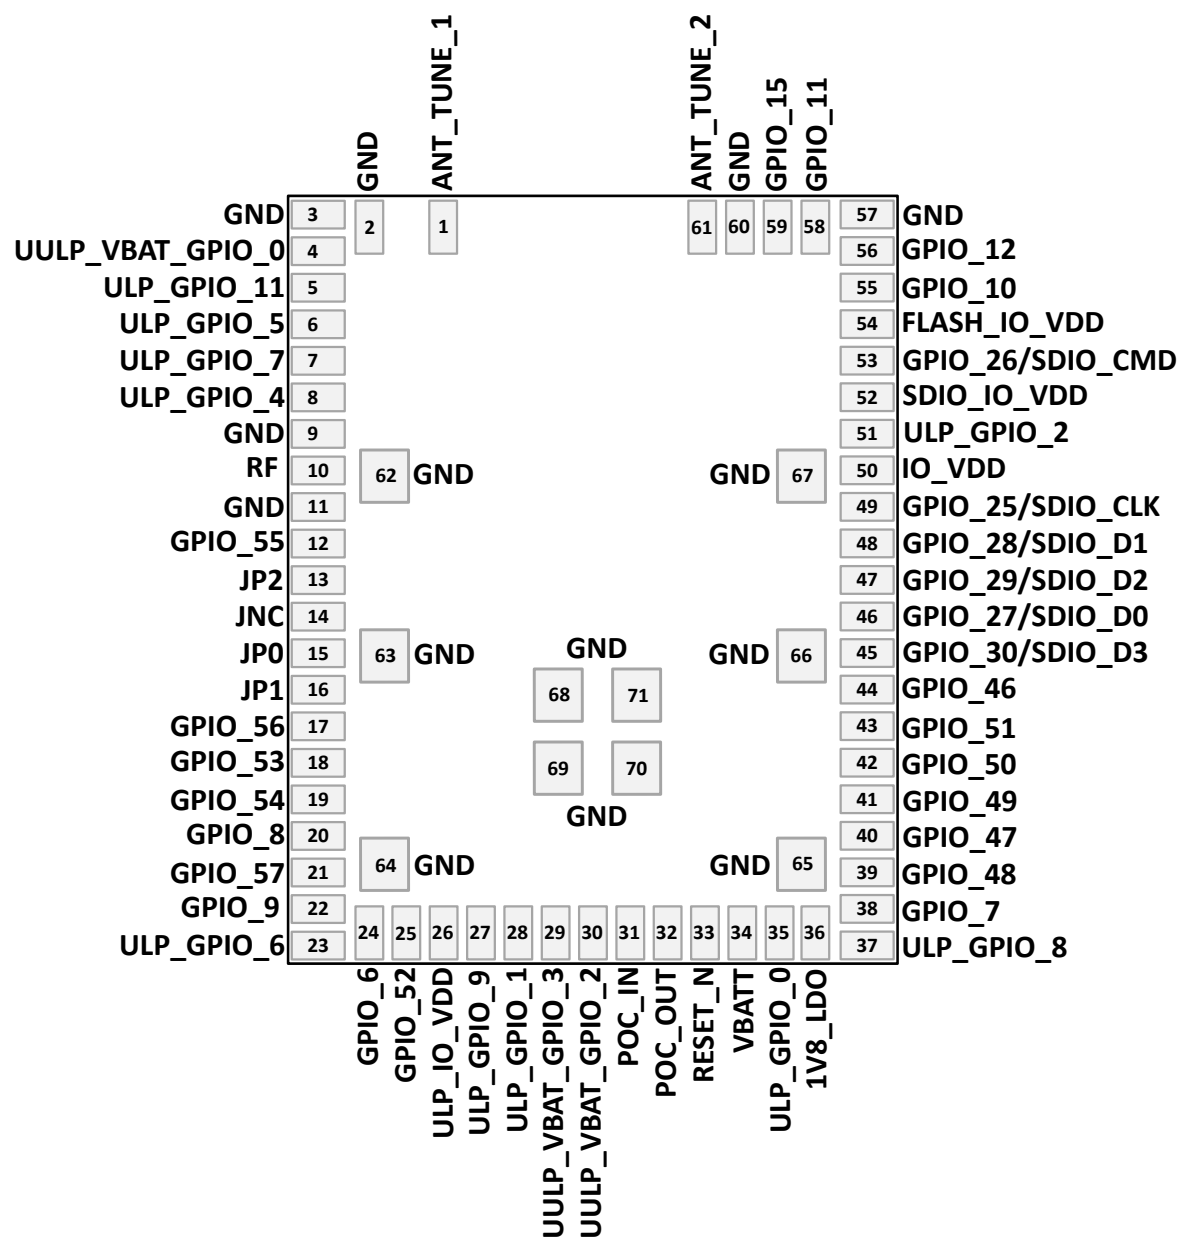 GND
ANT_TUNE_1
ANT_TUNE_2
GND
GPIO_15
GPIO_11
2
1
61
60
59
58
GND 3
UULP_VBAT_GPIO_0 4
ULP_GPIO_11 5
ULP_GPIO_5 6
ULP_GPIO_7 7
ULP_GPIO_4 8
GND 9
RF 10
GND 11
GPIO_55 12
JP2 13
JNC 14
JP0 15
JP1 16
GPIO_56 17
GPIO_53 18
GPIO_54 19
GPIO_8 20
GPIO_57 21
GPIO_9 22
ULP_GPIO_6 23
57 GND
56 GPIO_12
55 GPIO_10
54 FLASH_IO_VDD
53 GPIO_26/SDIO_CMD
52 SDIO_IO_VDD
51 ULP_GPIO_2
50 IO_VDD
49 GPIO_25/SDIO_CLK
48 GPIO_28/SDIO_D1
47 GPIO_29/SDIO_D2
46 GPIO_27/SDIO_D0
45 GPIO_30/SDIO_D3
44 GPIO_46
43 GPIO_51
42 GPIO_50
41 GPIO_49
40 GPIO_47
39 GPIO_48
38 GPIO_7
37 ULP_GPIO_8
62 GND
GND 67
63 GND
GND 66
GND
68 71
69 70
GND
64 GND
GND 65
24
25
26
27
28
29
30
31
32
33
34
35
36
GPIO_6
GPIO_52
ULP_IO_VDD
ULP_GPIO_9
ULP_GPIO_1
UULP_VBAT_GPIO_3
UULP_VBAT_GPIO_2
POC_IN
POC_OUT
RESET_N
VBATT
ULP_GPIO_0
1V8_LDO